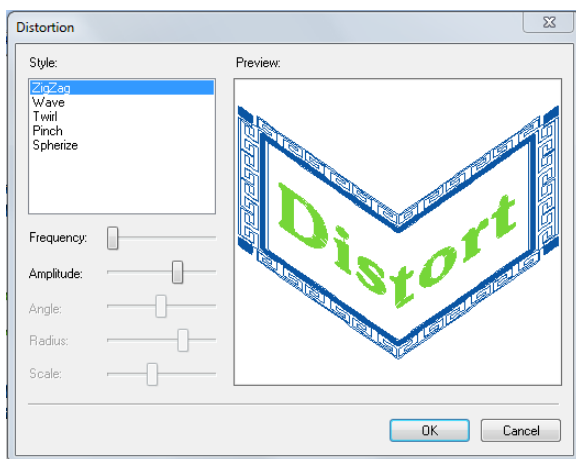 Distortion
Style:
Preview:
ZigZag
Wave
Twirl
Pinch
Spherize
Distort
Frequency:
Amplitude:
Angle:
Radius:
Scale:
OK
Cancel